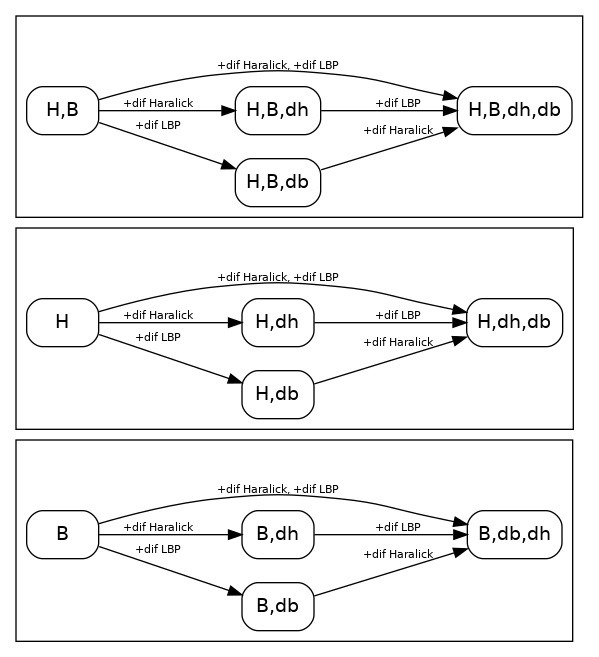 +dif Haralick, +dif LBP
H,B
+dif Haralick
H,B,dh
+dif LBP
H,B,dh,db
+dif LBP
+dif Haralick
H,B,db
+dif Haralick, +dif LBP
H
+dif Haralick
H,dh
+dif LBP
H,dh,db
+dif LBP
+dif Haralick
H,db
+dif Haralick, +dif LBP
B
+dif Haralick
B,dh
+dif LBP
B,db,dh
+dif LBP
+dif Haralick
B,db